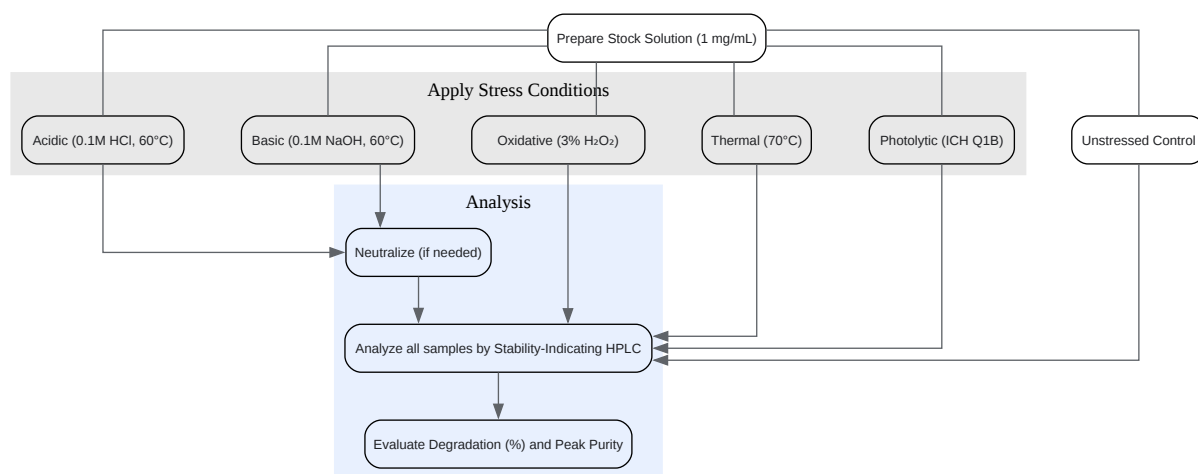 Prepare Stock Solution (1 mg/mL)
Apply Stress Conditions
Acidic (0.1M HCl, 60°C)
Basic (0.1M NaOH, 60°C)
Oxidative (3% H₂O₂)
Thermal (70°C)
Photolytic (ICH Q1B)
Unstressed Control
Analysis
Neutralize (if needed)
Analyze all samples by Stability-Indicating HPLC
Evaluate Degradation (%) and Peak Purity